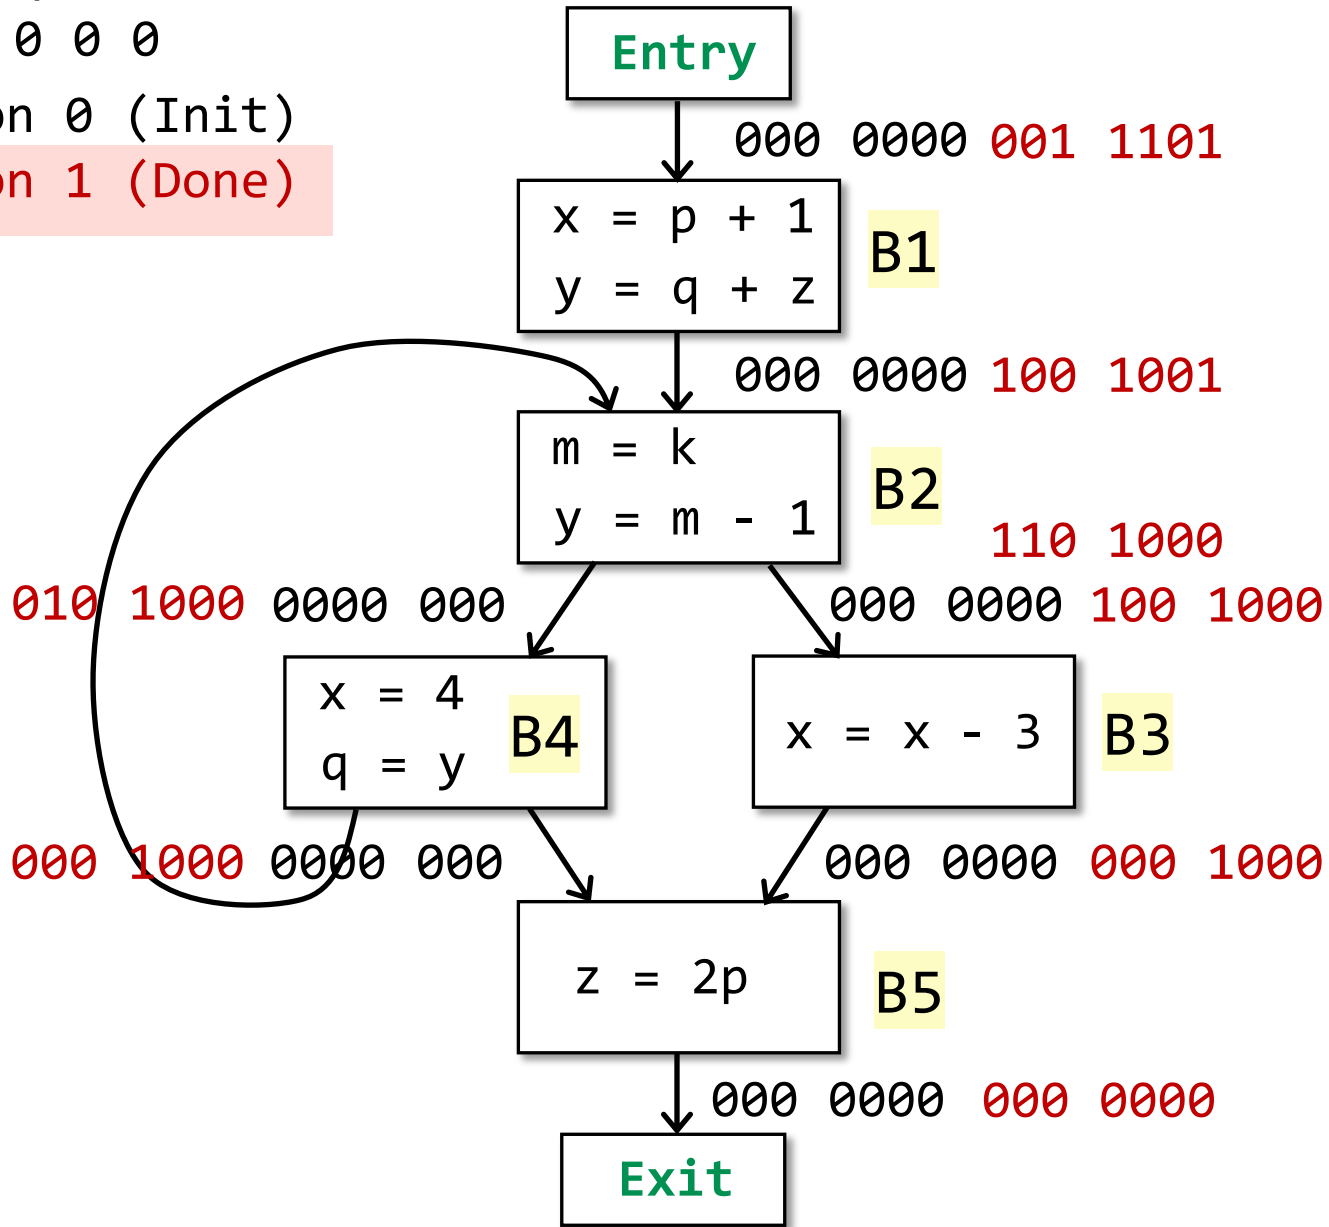 0 0 0
on 0 (Init)
on 1 (Done)
Entry
000 0000 001 1101
x = p + 1
y = q + z
B1
000 0000 100 1001
m = k
y = m - 1
B2
110 1000
010 1000 0000 000
000 0000 100 1000
x = 4
q = y
B4
x = x - 3
B3
000 1000 0000 000
000 0000 000 1000
z = 2p
B5
000 0000 000 0000
Exit